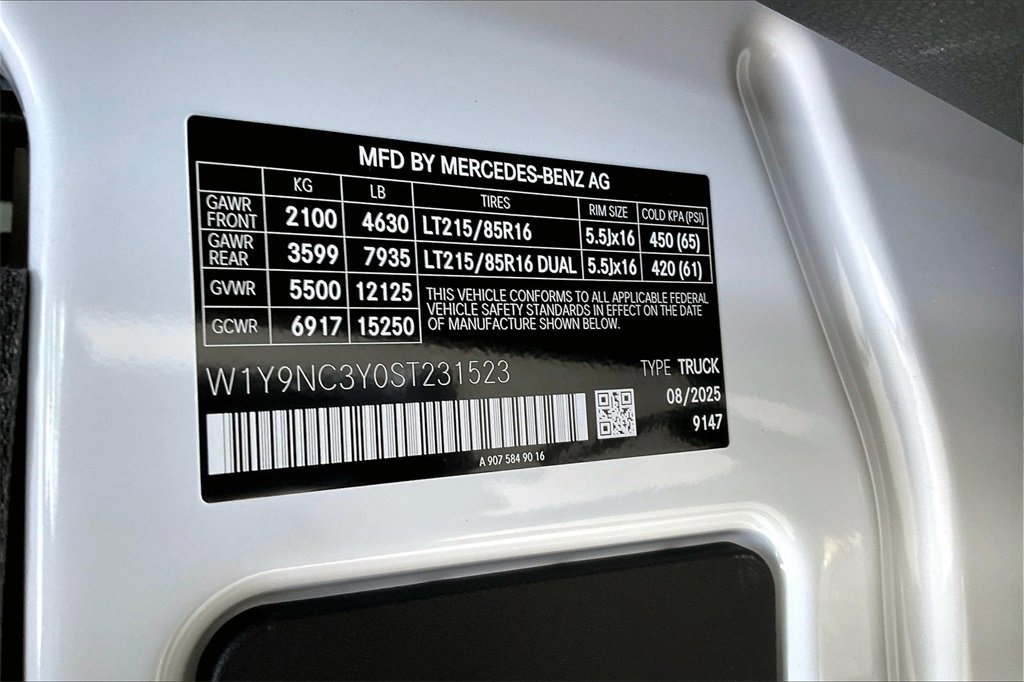 MFD BY MERCEDES-BENZ AG
KG LB TIRES RIM SIZE COLD KPA (PSI)
GAWR FRONT 2100 4630 LT215/85R16 5.5Jx16 450 (65)
GAWR REAR 3599 7935 LT215/85R16 DUAL 5.5Jx16 420 (61)
GVWR 5500 12125
GCWR 6917 15250
THIS VEHICLE CONFORMS TO ALL APPLICABLE FEDERAL
VEHICLE SAFETY STANDARDS IN EFFECT ON THE DATE
OF MANUFACTURE SHOWN BELOW.
W1Y9NC3Y0ST231523
TYPE TRUCK
08/2025
9147
A 907 584 90 16